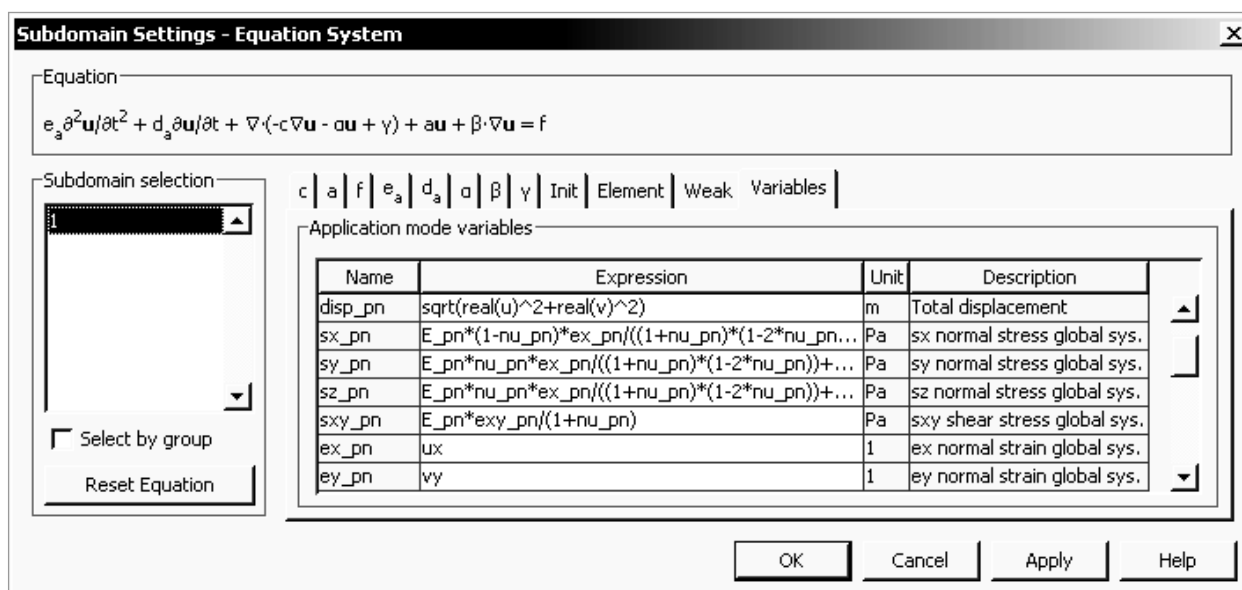 Subdomain Settings - Equation System
Equation
e_a∂²u/∂t² + d_a∂u/∂t + ∇·(-c∇u - αu + γ) + au + β·∇u = f
Subdomain selection
1
Select by group
Reset Equation
c a f e_a d_a α β γ Init Element Weak Variables
Application mode variables
Name Expression Unit Description
disp_pn sqrt(real(u)^2+real(v)^2) m Total displacement
sx_pn E_pn*(1-nu_pn)*ex_pn/((1+nu_pn)*(1-2*nu_pn... Pa sx normal stress global sys.
sy_pn E_pn*nu_pn*ex_pn/((1+nu_pn)*(1-2*nu_pn))+... Pa sy normal stress global sys.
sz_pn E_pn*nu_pn*ex_pn/((1+nu_pn)*(1-2*nu_pn))+... Pa sz normal stress global sys.
sxy_pn E_pn*exy_pn/(1+nu_pn) Pa sxy shear stress global sys.
ex_pn ux 1 ex normal strain global sys.
ey_pn vy 1 ey normal strain global sys.
OK Cancel Apply Help